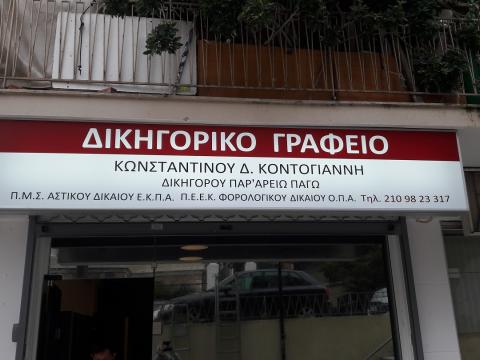 ΔΙΚΗΓΟΡΙΚΟ ΓΡΑΦΕΙΟ
ΚΩΝΣΤΑΝΤΙΝΟΥ Δ. ΚΟΝΤΟΓΙΑΝΝΗ
ΔΙΚΗΓΟΡΟΥ ΠΑΡ'ΑΡΕΙΩ ΠΑΓΩ
Π.Μ.Σ. ΑΣΤΙΚΟΥ ΔΙΚΑΙΟΥ Ε.Κ.Π.Α. Π.Ε.Ε.Κ. ΦΟΡΟΛΟΓΙΚΟΥ ΔΙΚΑΙΟΥ Ο.Π.Α. Τηλ. 210 98 23 317